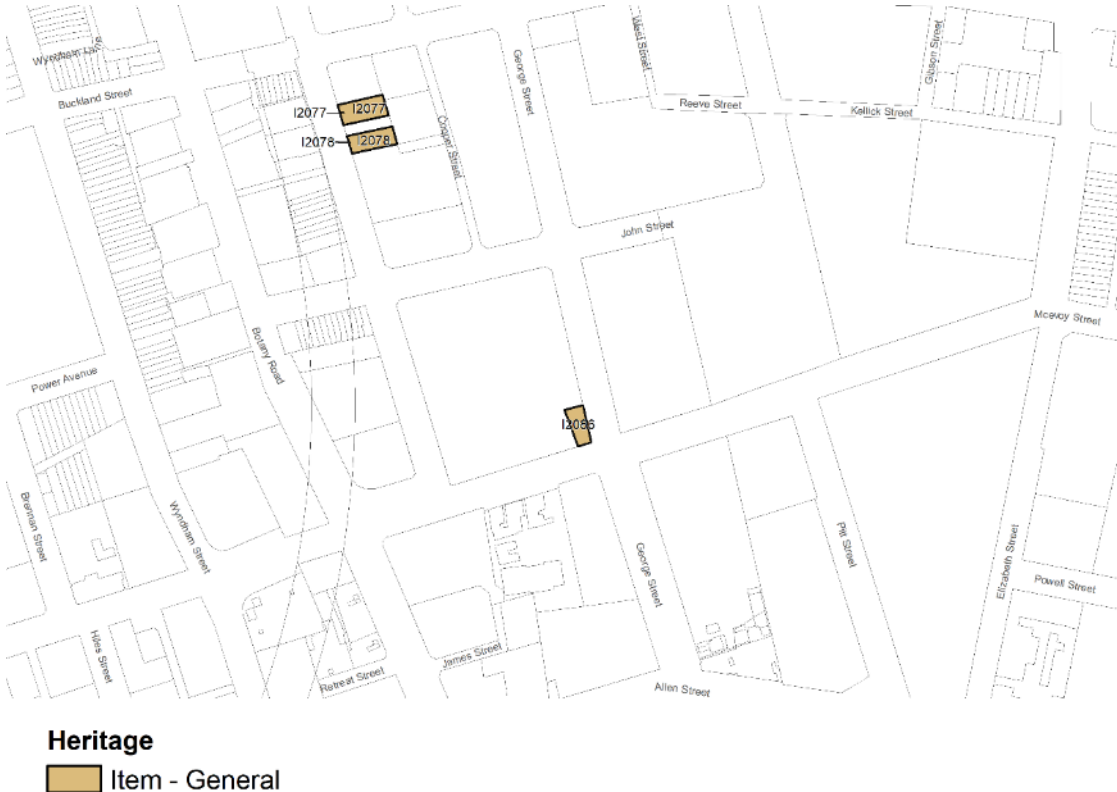 Wyndham Lane
Buckland Street
George Street
West Street
Gibson Street
Reeve Street
Kellick Street
I2077
I2077
I2078
I2078
Cooper Street
John Street
Mcevoy Street
Botany Road
Power Avenue
I2086
Brennan Street
Wyndham Street
George Street
Pitt Street
Elizabeth Street
Powell Street
Hiles Street
James Street
Retreat Street
Allen Street
Heritage
Item - General